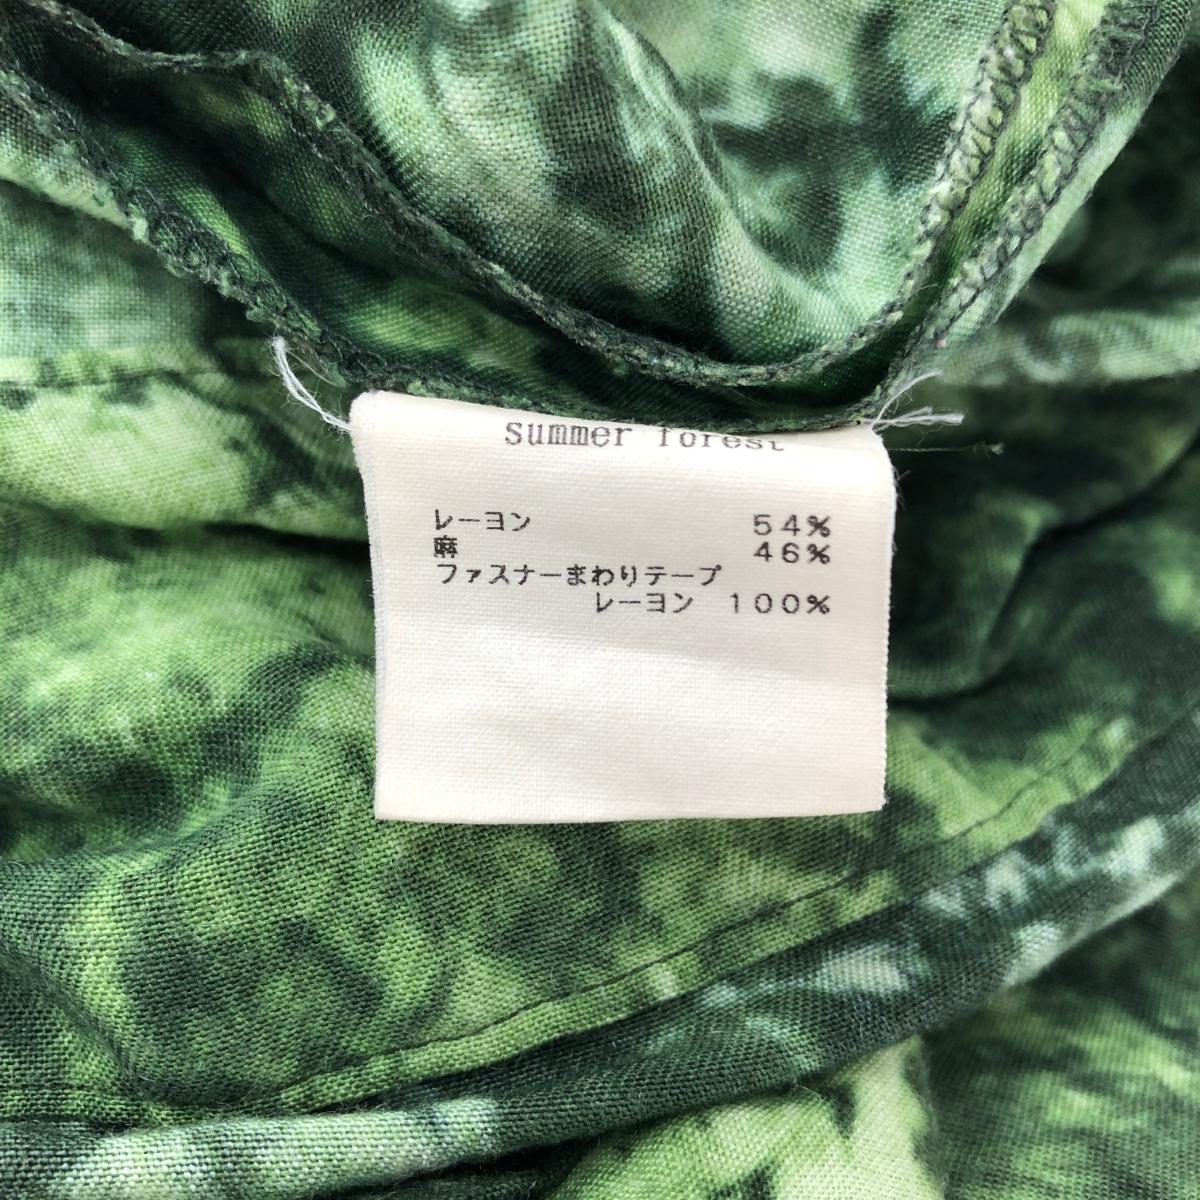 summer forest
レーヨン 54%
麻 46%
ファスナーまわりテープ
レーヨン 100%